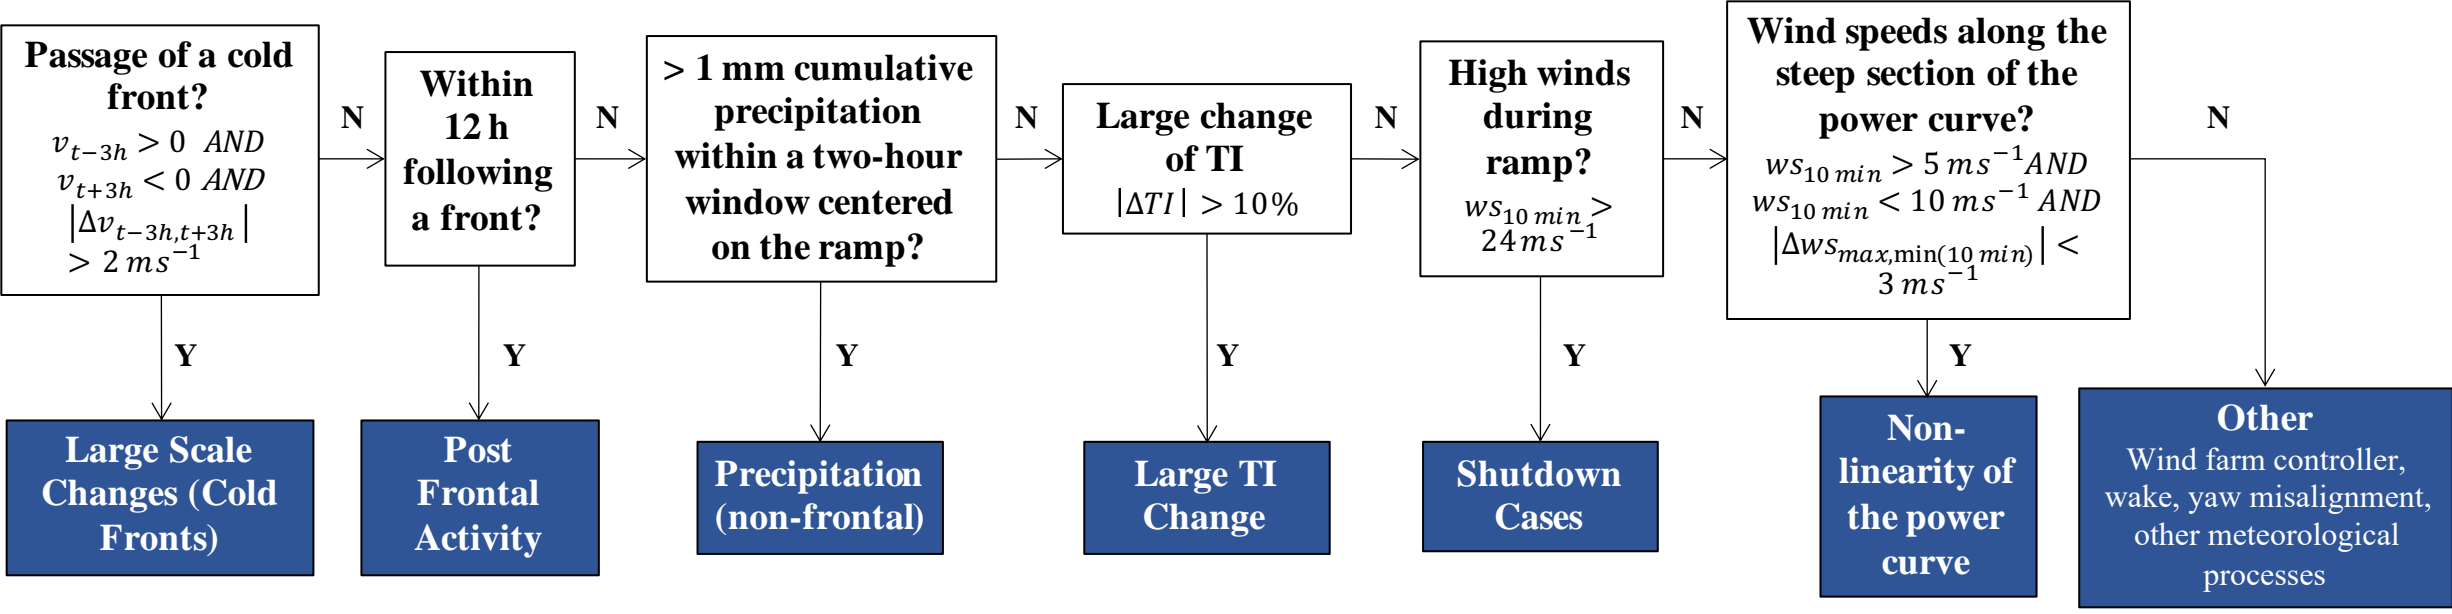 Passage of a cold
front?
v_{t−3h} > 0 AND
v_{t+3h} < 0 AND
|Δv_{t−3h,t+3h}|
> 2 ms^{−1}
N
Within
12 h
following
a front?
N
> 1 mm cumulative
precipitation
within a two-hour
window centered
on the ramp?
N
Large change
of TI
|ΔTI| > 10%
N
High winds
during
ramp?
ws_{10 min} >
24 ms^{−1}
N
Wind speeds along the
steep section of the
power curve?
ws_{10 min} > 5 ms^{−1} AND
ws_{10 min} < 10 ms^{−1} AND
|Δws_{max,min(10 min)}| <
3 ms^{−1}
N
Y
Y
Y
Y
Y
Y
Large Scale
Changes (Cold
Fronts)
Post
Frontal
Activity
Precipitation
(non-frontal)
Large TI
Change
Shutdown
Cases
Non-
linearity of
the power
curve
Other
Wind farm controller,
wake, yaw misalignment,
other meteorological
processes